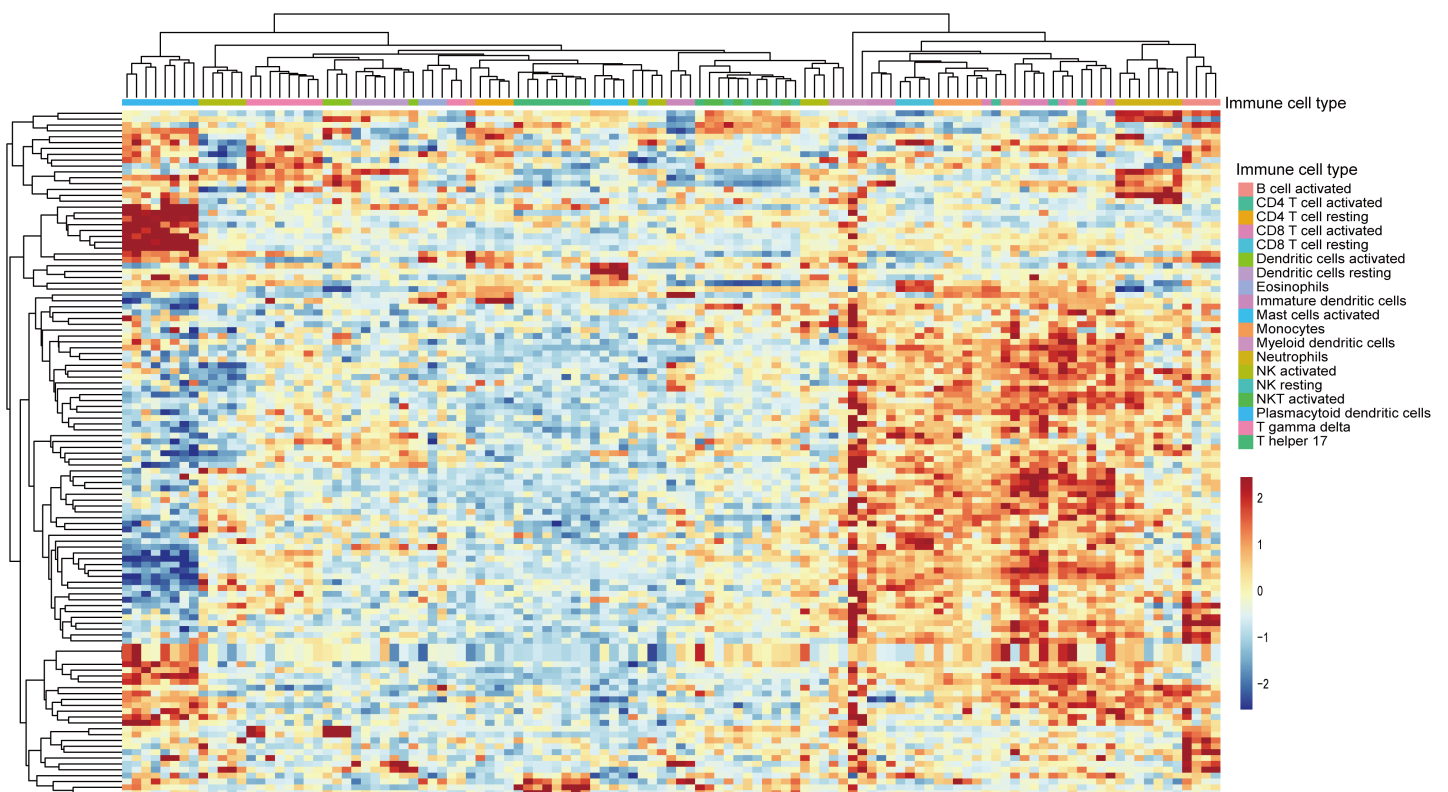 Immune cell type
Immune cell type
B cell activated
CD4 T cell activated
CD4 T cell resting
CD8 T cell activated
CD8 T cell resting
Dendritic cells activated
Dendritic cells resting
Eosinophils
Immature dendritic cells
Mast cells activated
Monocytes
Myeloid dendritic cells
Neutrophils
NK activated
NK resting
NKT activated
Plasmacytoid dendritic cells
T gamma delta
T helper 17
2
1
0
−1
−2